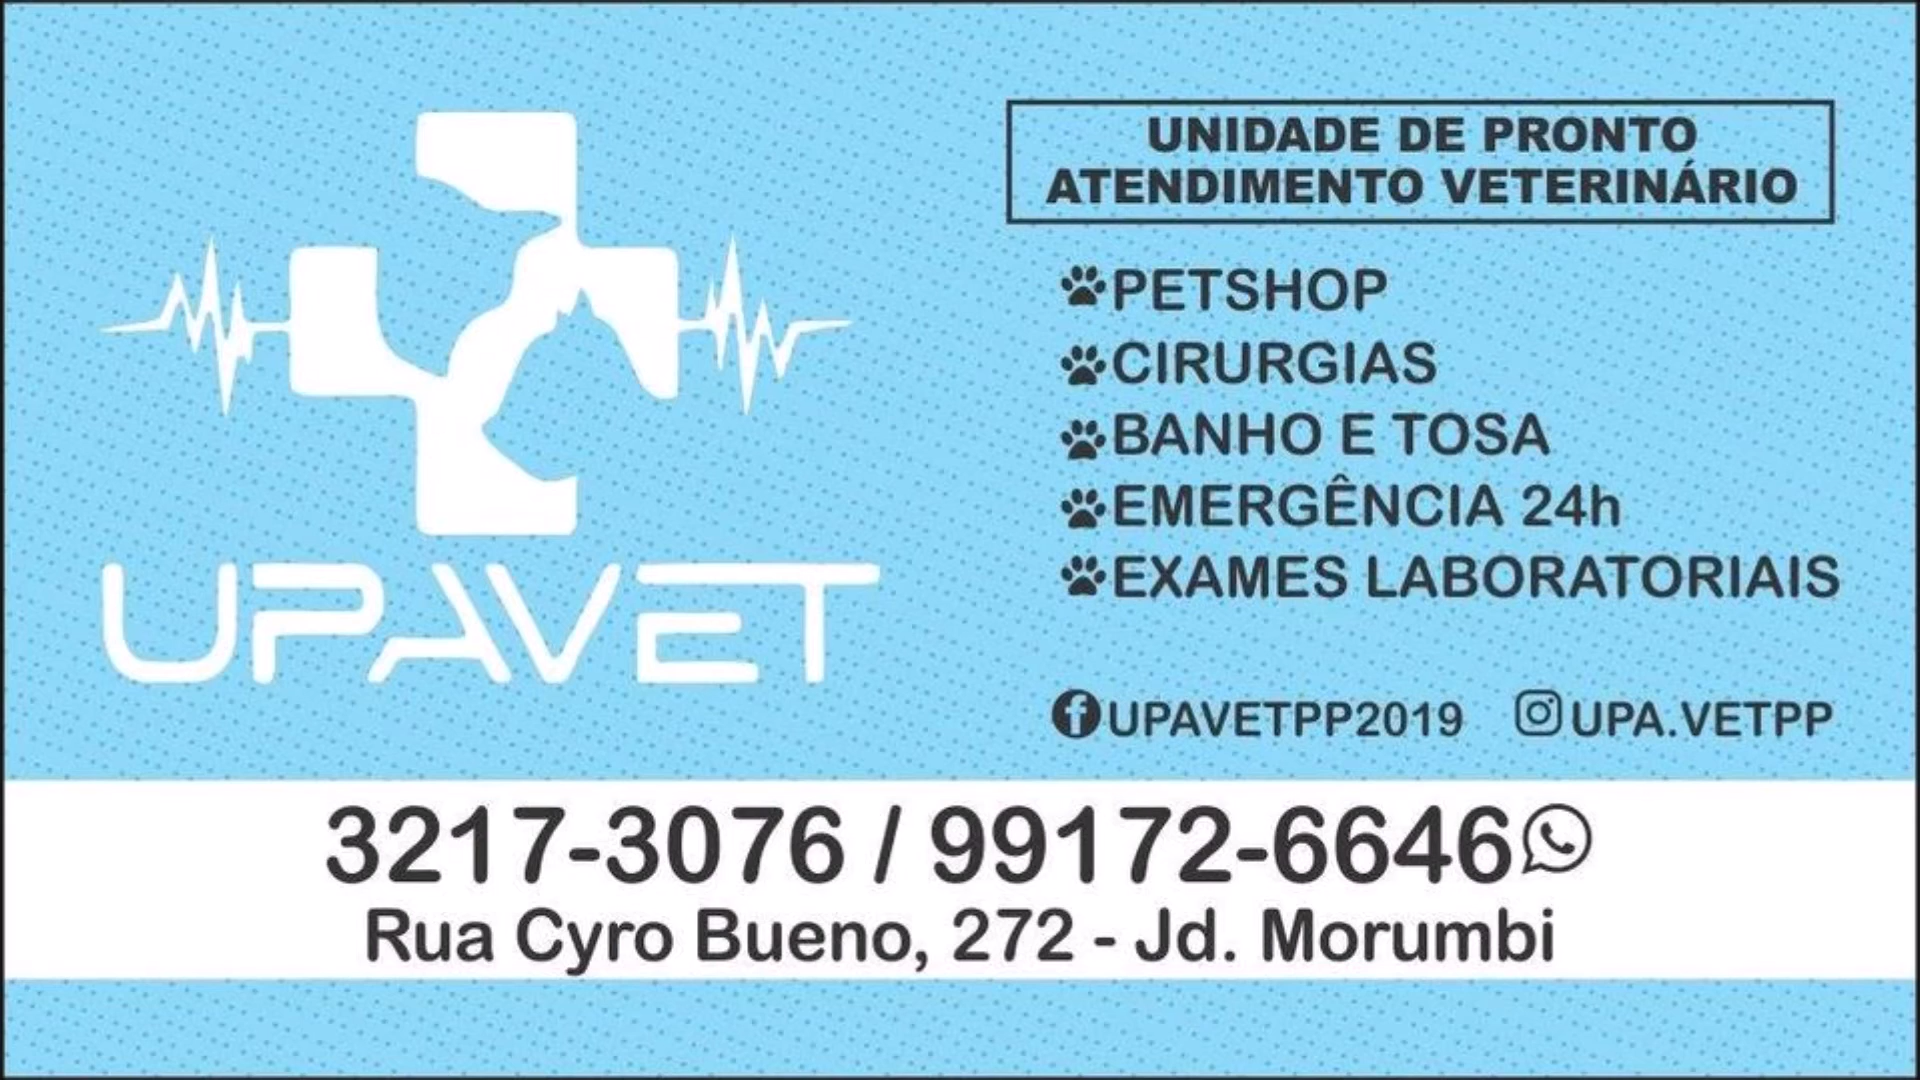 UPAVET
UNIDADE DE PRONTO
ATENDIMENTO VETERINÁRIO
PETSHOP
CIRURGIAS
BANHO E TOSA
EMERGÊNCIA 24h
EXAMES LABORATORIAIS
UPAVETPP2019 UPA.VETPP
3217-3076 / 99172-6646
Rua Cyro Bueno, 272 - Jd. Morumbi